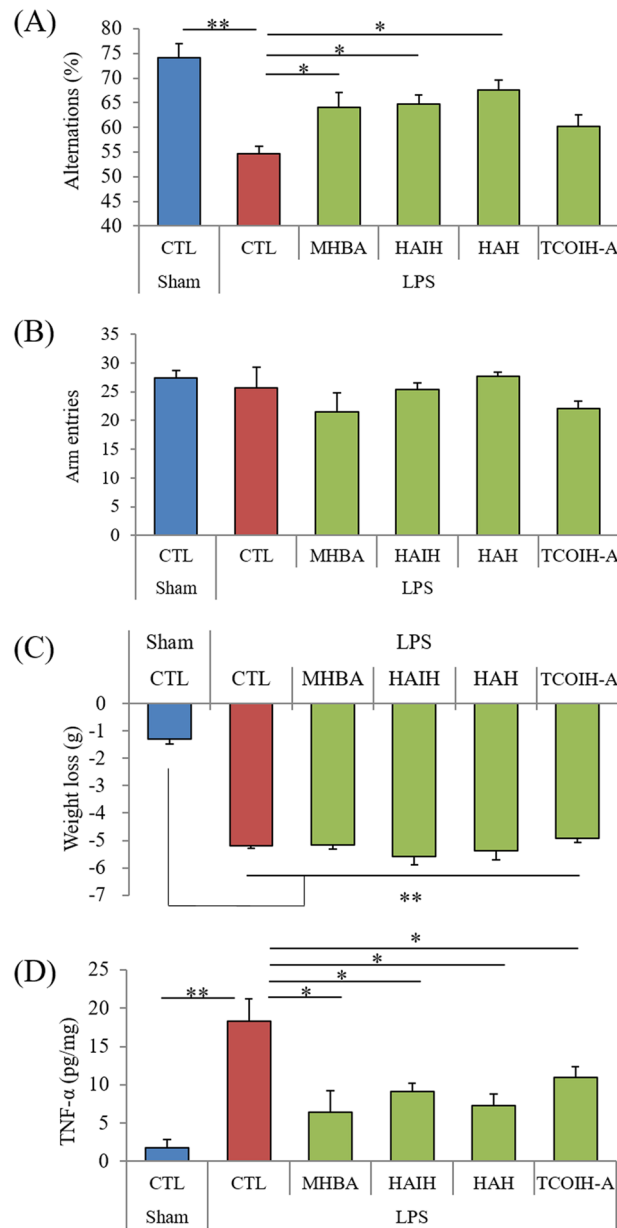 (A)
Alternations (%)
80
75
70
65
60
55
50
45
40
**
*
*
*
CTL CTL MHBA HAIH HAH TCOIH-A
Sham LPS
(B)
Arm entries
35
30
25
20
15
10
5
0
CTL CTL MHBA HAIH HAH TCOIH-A
Sham LPS
(C)
Sham LPS
CTL CTL MHBA HAIH HAH TCOIH-A
Weight loss (g)
0
-1
-2
-3
-4
-5
-6
-7
**
(D)
TNF-α (pg/mg)
25
20
15
10
5
0
**
*
*
*
*
CTL CTL MHBA HAIH HAH TCOIH-A
Sham LPS